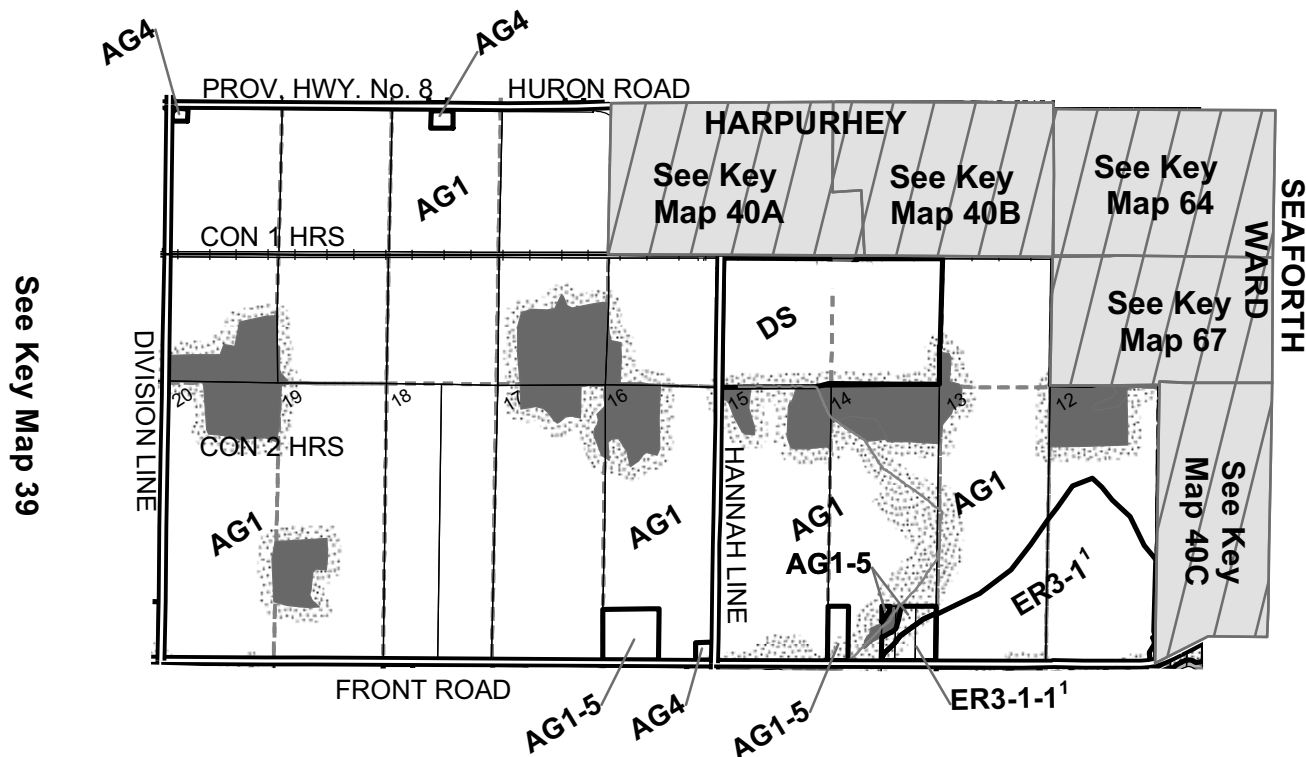 AG4
AG4
PROV. HWY. No. 8
HURON ROAD
HARPURHEY
See Key
Map 40A
See Key
Map 40B
See Key
Map 64
SEAFORTH
WARD
AG1
CON 1 HRS
See Key Map 39
DIVISION LINE
DS
See Key
Map 67
20
19
18
17
16
15
14
13
12
CON 2 HRS
HANNAH LINE
See Key
Map 40C
AG1
AG1
AG1
AG1
AG1-5
ER3-1¹
FRONT ROAD
AG1-5
AG4
AG1-5
ER3-1-1¹